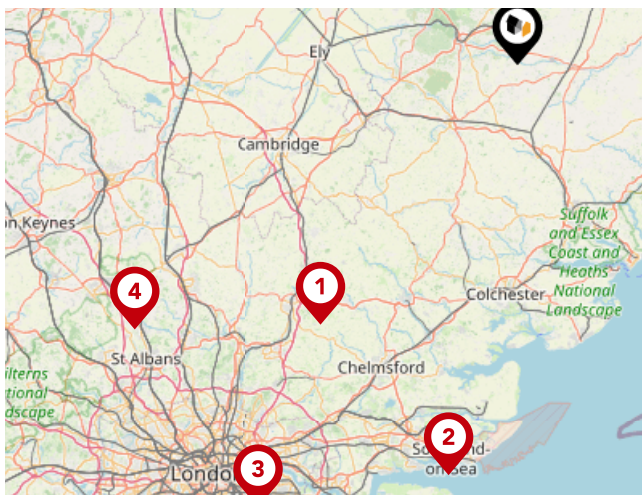 Ely
Cambridge
on Keynes
Suffolk
and Essex
Coast and
Heaths
National
Landscape
4
1
Colchester
St Albans
Chelmsford
ilterns
tional
dscape
2
So nd-
on-Sea
3
London